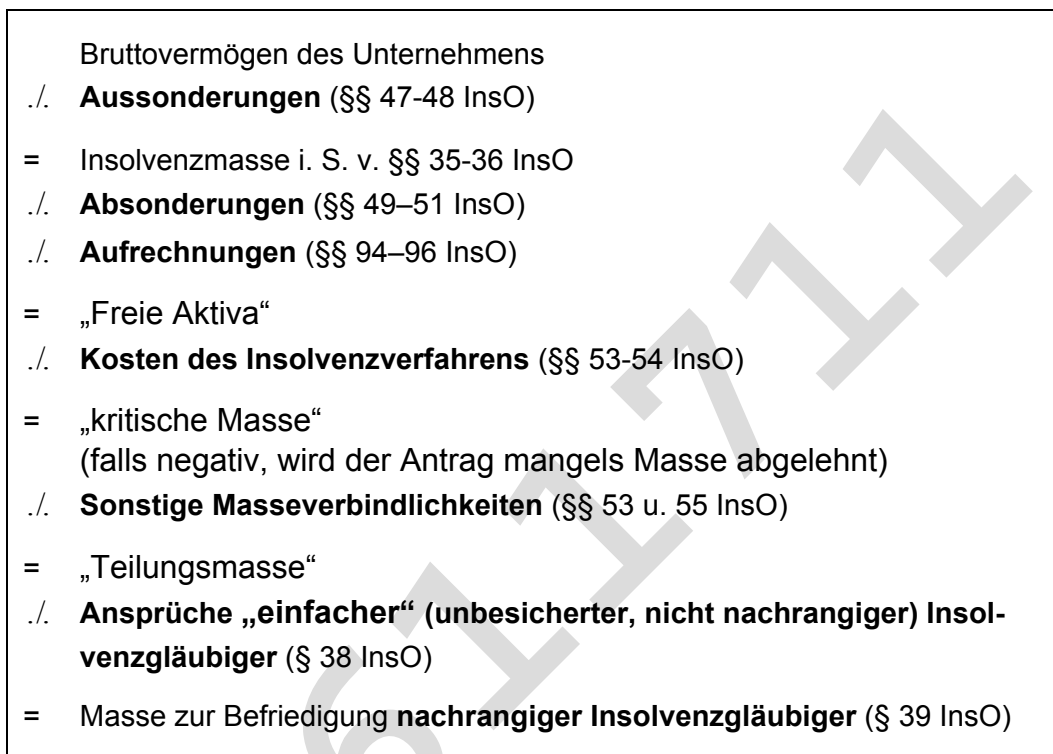 Bruttovermögen des Unternehmens
./. Aussonderungen (§§ 47-48 InsO)
= Insolvenzmasse i. S. v. §§ 35-36 InsO
./. Absonderungen (§§ 49–51 InsO)
./. Aufrechnungen (§§ 94–96 InsO)
= „Freie Aktiva“
./. Kosten des Insolvenzverfahrens (§§ 53-54 InsO)
= „kritische Masse“
(falls negativ, wird der Antrag mangels Masse abgelehnt)
./. Sonstige Masseverbindlichkeiten (§§ 53 u. 55 InsO)
= „Teilungsmasse“
./. Ansprüche „einfacher“ (unbesicherter, nicht nachrangiger) Insol-
venzgläubiger (§ 38 InsO)
= Masse zur Befriedigung nachrangiger Insolvenzgläubiger (§ 39 InsO)